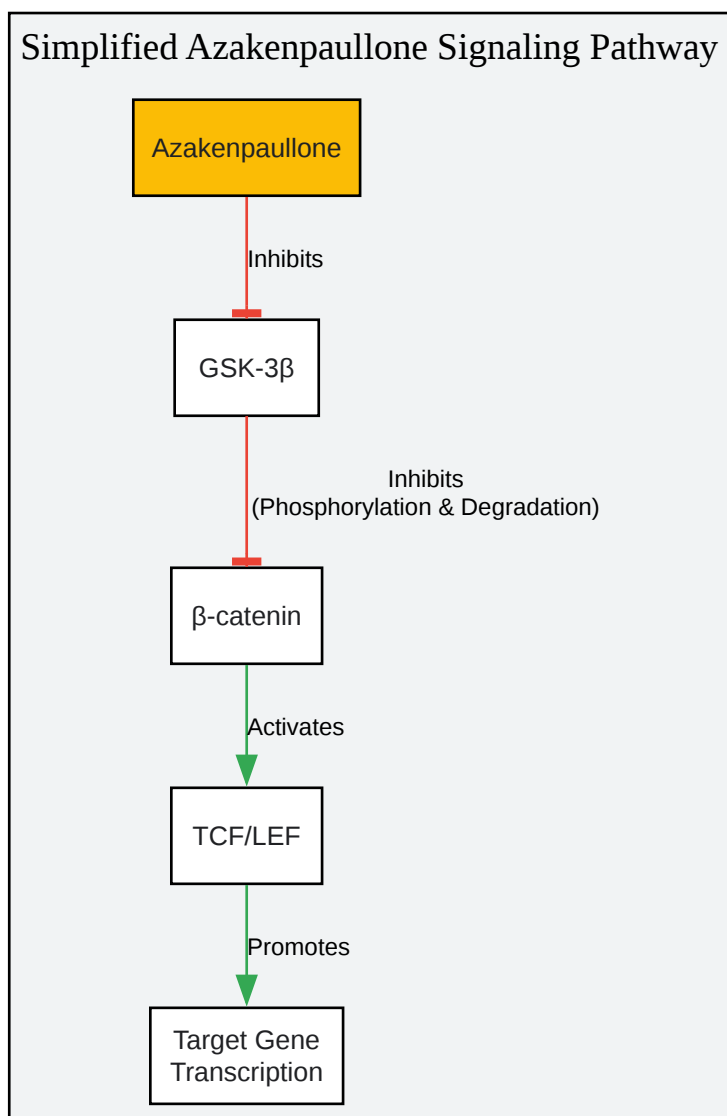 Simplified Azakenpaullone Signaling Pathway
Azakenpaullone
Inhibits
GSK-3β
Inhibits
(Phosphorylation & Degradation)
β-catenin
Activates
TCF/LEF
Promotes
Target Gene
Transcription